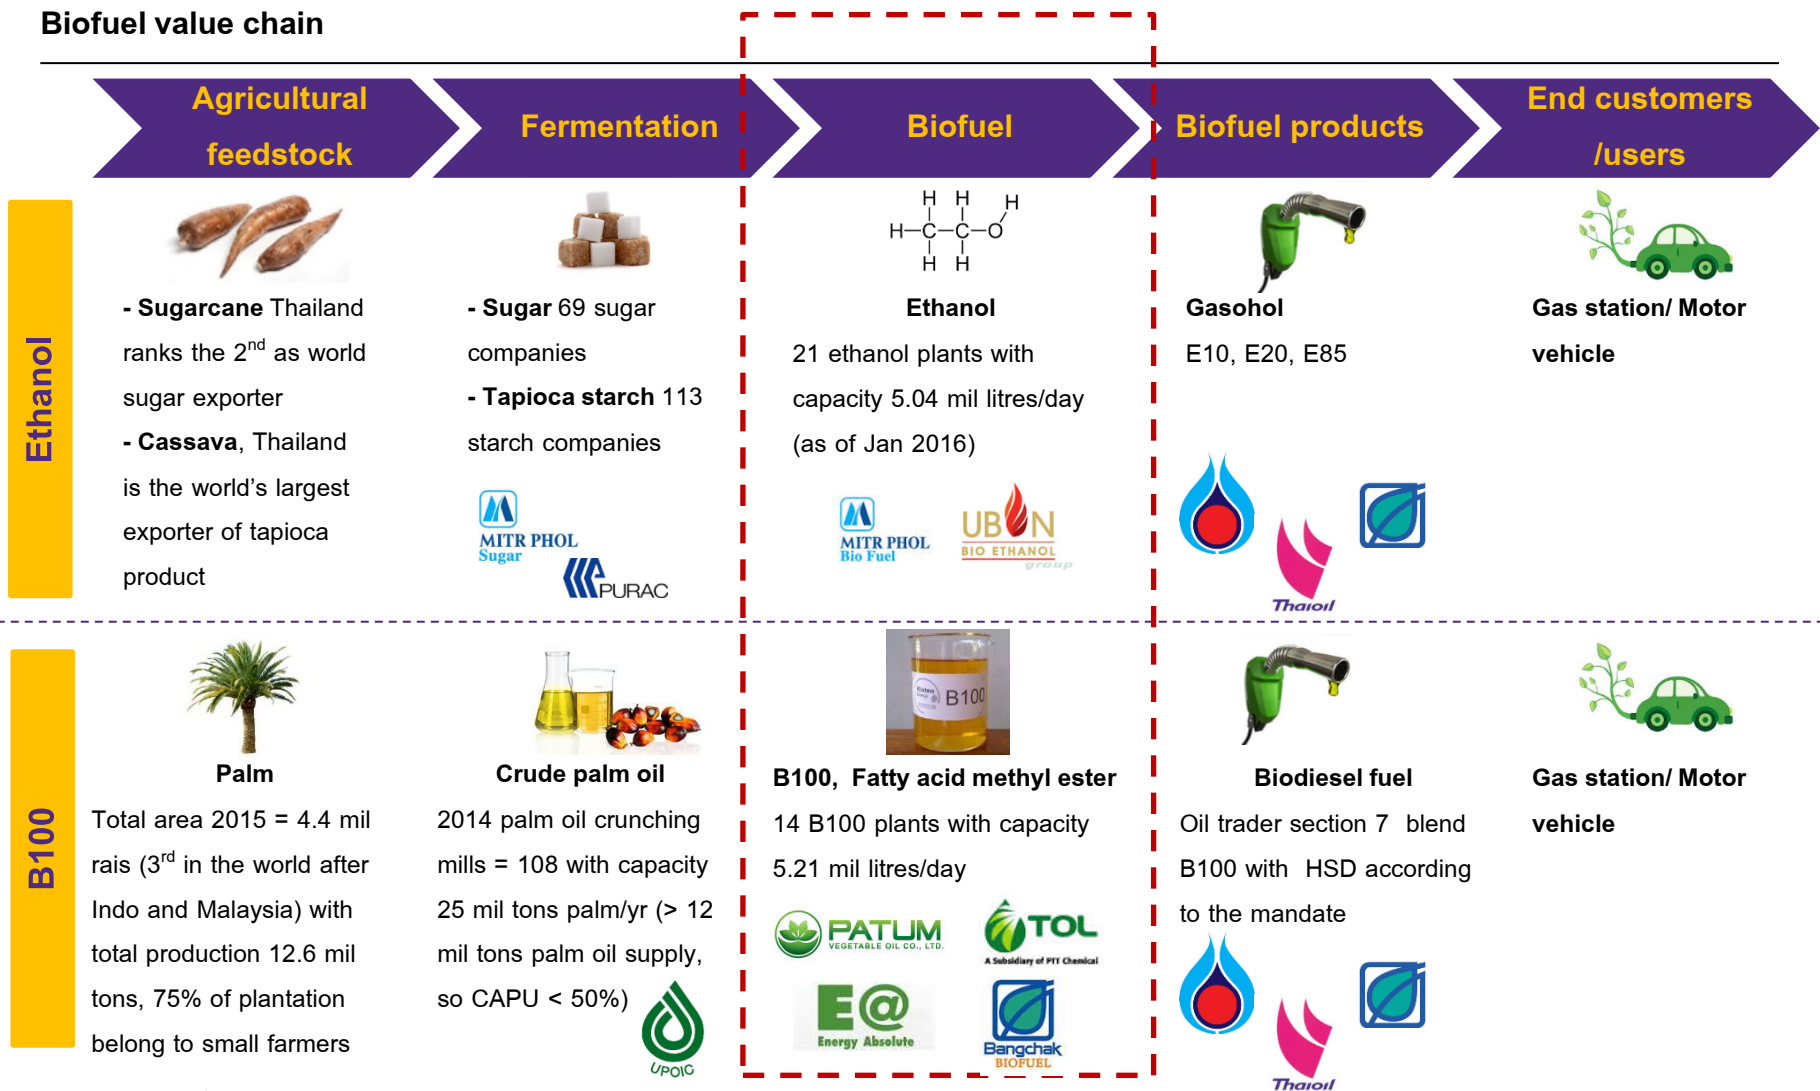 Biofuel value chain
Agricultural
feedstock
Fermentation
Biofuel
Biofuel products
End customers
/users
Ethanol
- Sugarcane Thailand
ranks the 2nd as world
sugar exporter
- Cassava, Thailand
is the world's largest
exporter of tapioca
product
- Sugar 69 sugar
companies
- Tapioca starch 113
starch companies
MITR PHOL
Sugar
PURAC
H H H
H C C O
H H
Ethanol
21 ethanol plants with
capacity 5.04 mil litres/day
(as of Jan 2016)
MITR PHOL
Bio Fuel
UBON
BIO ETHANOL
group
Gasohol
E10, E20, E85
Thaioil
Gas station/ Motor
vehicle
B100
Palm
Total area 2015 = 4.4 mil
rais (3rd in the world after
Indo and Malaysia) with
total production 12.6 mil
tons, 75% of plantation
belong to small farmers
Crude palm oil
2014 palm oil crunching
mills = 108 with capacity
25 mil tons palm/yr (> 12
mil tons palm oil supply,
so CAPU < 50%)
UPOIC
B100
B100, Fatty acid methyl ester
14 B100 plants with capacity
5.21 mil litres/day
PATUM
VEGETABLE OIL CO., LTD.
TOL
A Subsidiary of PTT Chemical
E@
Energy Absolute
Bangchak
BIOFUEL
Biodiesel fuel
Oil trader section 7 blend
B100 with HSD according
to the mandate
Thaioil
Gas station/ Motor
vehicle